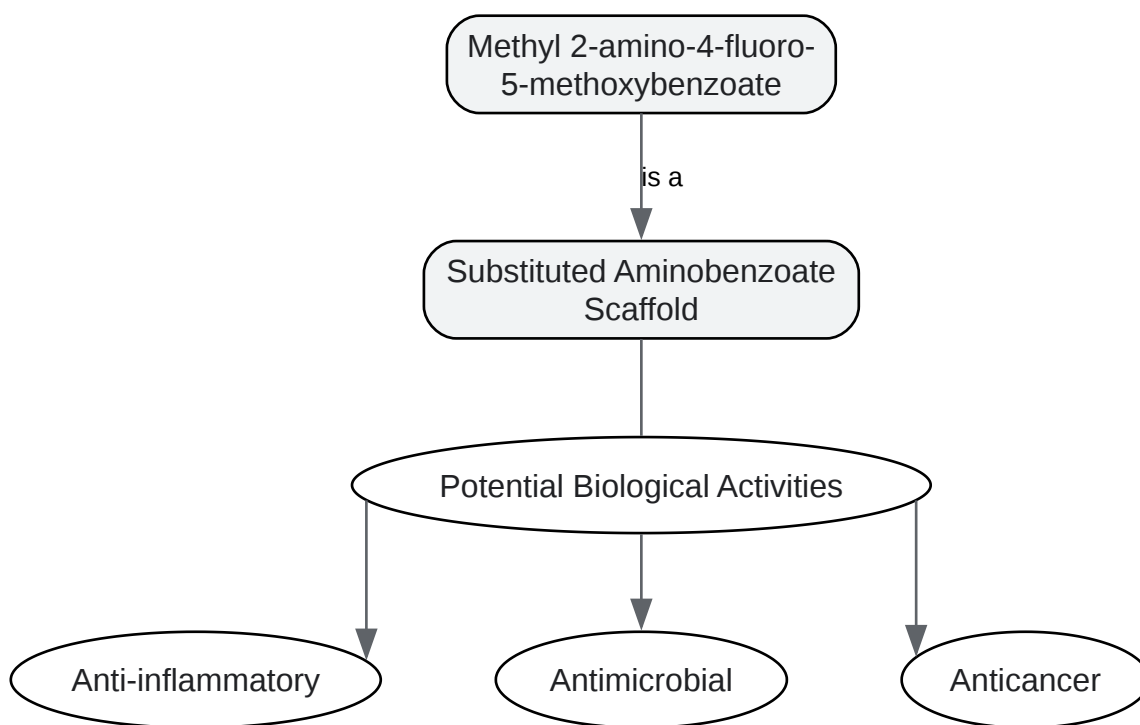 Methyl 2-amino-4-fluoro-
5-methoxybenzoate
is a
Substituted Aminobenzoate
Scaffold
Potential Biological Activities
Anti-inflammatory
Antimicrobial
Anticancer